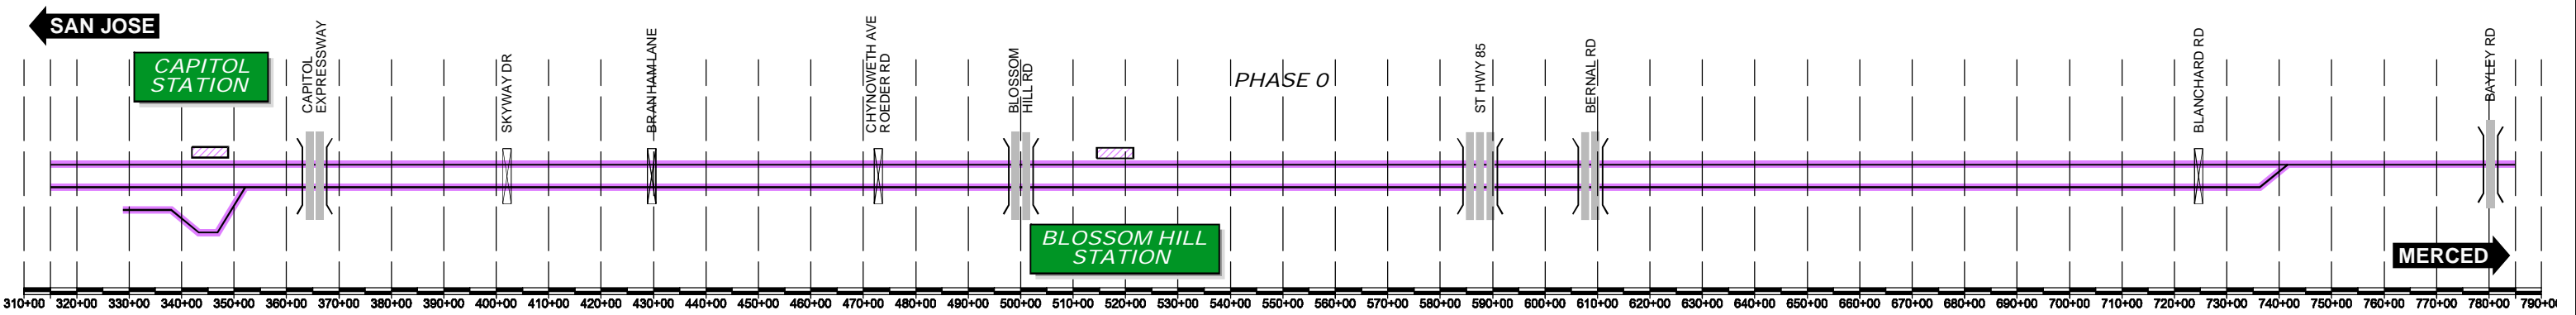 SAN JOSE
CAPITOL
STATION
CAPITOL
EXPRESSWAY
SKYWAY DR
BRANHAM LANE
CHYNOWETH AVE
ROEDER RD
BLOSSOM
HILL RD
PHASE 0
ST HWY 85
BERNAL RD
BLANCHARD RD
BAYLEY RD
BLOSSOM HILL
STATION
MERCED
310+00 320+00 330+00 340+00 350+00 360+00 370+00 380+00 390+00 400+00 410+00 420+00 430+00 440+00 450+00 460+00 470+00 480+00 490+00 500+00 510+00 520+00 530+00 540+00 550+00 560+00 570+00 580+00 590+00 600+00 610+00 620+00 630+00 640+00 650+00 660+00 670+00 680+00 690+00 700+00 710+00 720+00 730+00 740+00 750+00 760+00 770+00 780+00 790+0